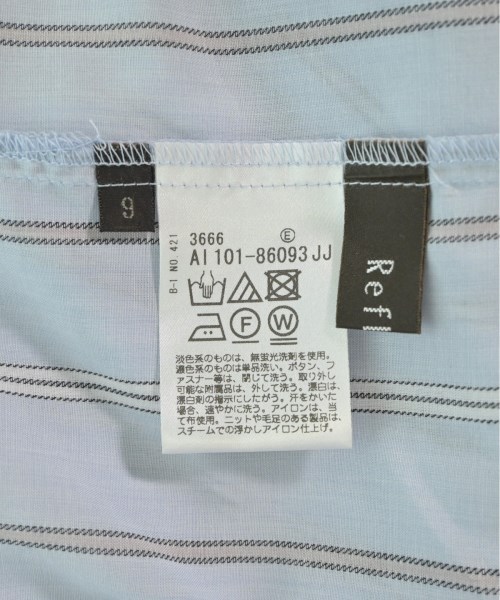 9
B-1 NO.421
3666 Ⓔ
AI 101-86093 JJ
F W
淡色系のものは、無蛍光洗剤を使用。
濃色系のものは単品洗い。ボタン、フ
ァスナー等は、閉じて洗う。取り外し
可能な附属品は、外して洗う。漂白は、
漂白剤の指示にしたがう。汗をかいた
場合、速やかに洗う。アイロンは、当
て布使用。ニットや毛足のある製品は、
スチームでの浮かしアイロン仕上げ。
Refl